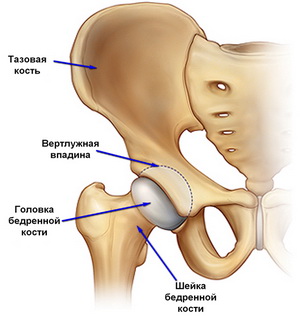 Тазовая
кость
Вертлужная
впадина
Головка
бедренной
кости
Шейка
бедренной кости